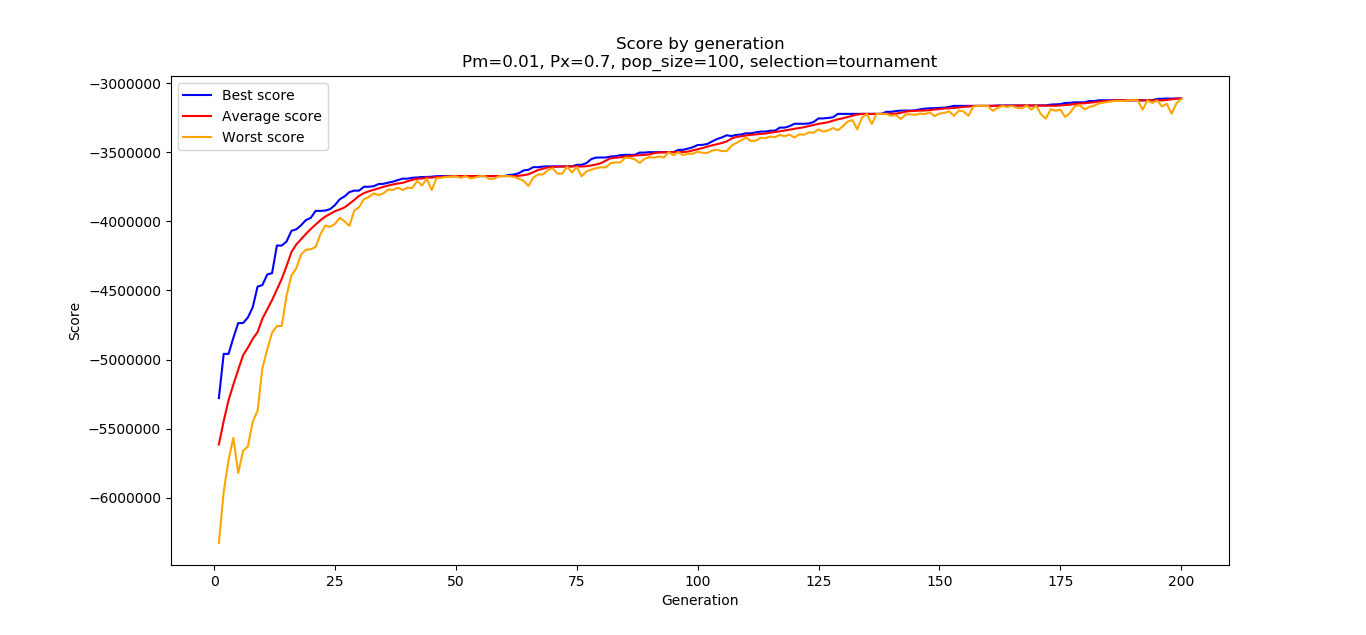 Score by generation
Pm=0.01, Px=0.7, pop_size=100, selection=tournament
−3000000
Best score
Average score
Worst score
−3500000
−4000000
−4500000
Score
−5000000
−5500000
−6000000
0 25 50 75 100 125 150 175 200
Generation